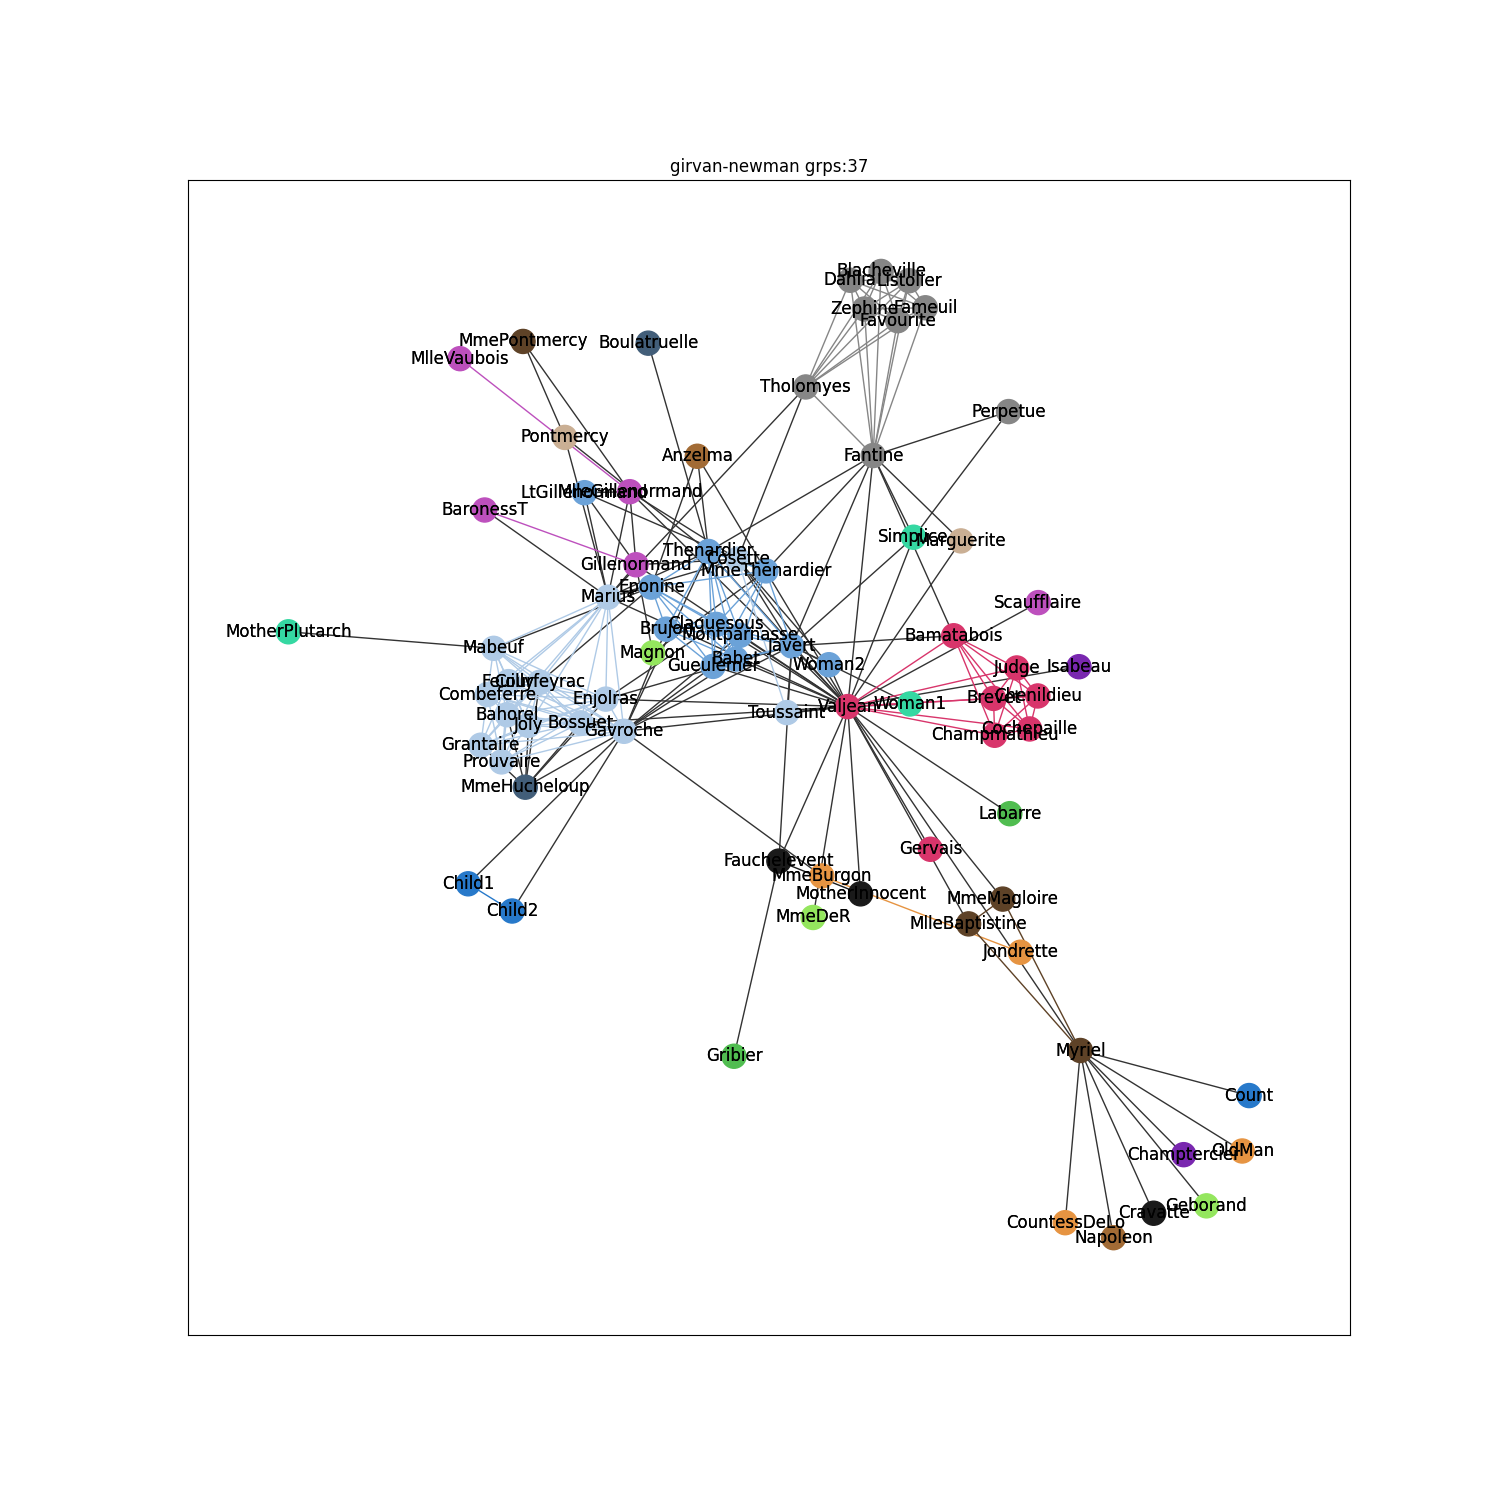 girvan-newman grps:37
Blacheville
Dahlia
Listolier
Zephine
Fameuil
Favourite
MmePontmercy
Boulatruelle
MlleVaubois
Tholomyes
Perpetue
Pontmercy
Anzelma
Fantine
LtGillenormand
MlleGillenormand
BaronessT
Simplice
Marguerite
Thenardier
Cosette
Gillenormand
MmeThenardier
Eponine
Marius
Scaufflaire
MotherPlutarch
Claquesous
Brujon
Montparnasse
Bamatabois
Mabeuf
Javert
Magnon
Babet
Gueulemer
Woman2
Judge
Isabeau
Feuilly
Courfeyrac
Combeferre
Enjolras
Brevet
Chenildieu
Valjean
Woman1
Toussaint
Bahorel
Joly
Bossuet
Gavroche
Cochepaille
Champmathieu
Grantaire
Prouvaire
MmeHucheloup
Labarre
Gervais
Fauchelevent
MmeBurgon
Child1
MotherInnocent
MmeMagloire
Child2
MmeDeR
MlleBaptistine
Jondrette
Gribier
Myriel
Count
Champtercier
OldMan
Geborand
Cravatte
CountessDeLo
Napoleon